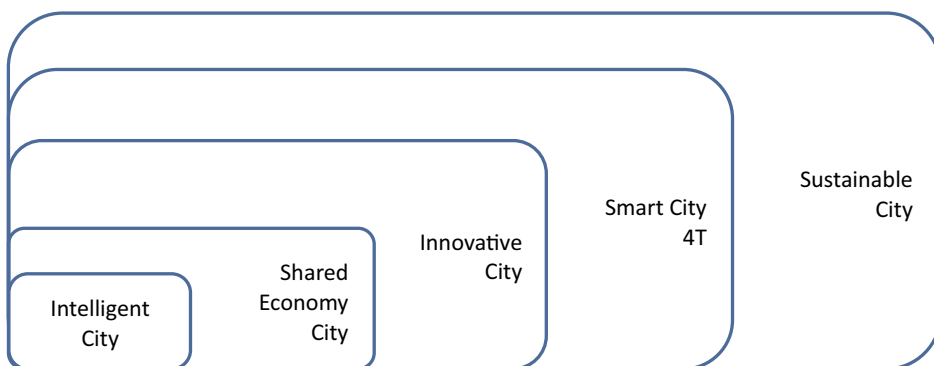 Intelligent
City
Shared
Economy
City
Innovative
City
Smart City
4T
Sustainable
City